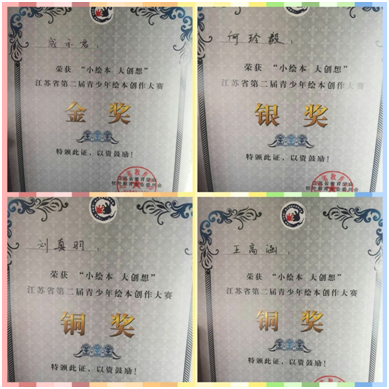 荣获 “小绘本 大创想”
江苏省第二届青少年绘本创作大赛
金奖
特颁此证，以资鼓励！
何玲毅、
荣获 “小绘本 大创想”
江苏省第二届青少年绘本创作大赛
银奖
特颁此证，以资鼓励！
刘真羽、
荣获 “小绘本 大创想”
江苏省第二届青少年绘本创作大赛
铜奖
特颁此证，以资鼓励！
王高涵、
荣获 “小绘本 大创想”
江苏省第二届青少年绘本创作大赛
铜奖
特颁此证，以资鼓励！